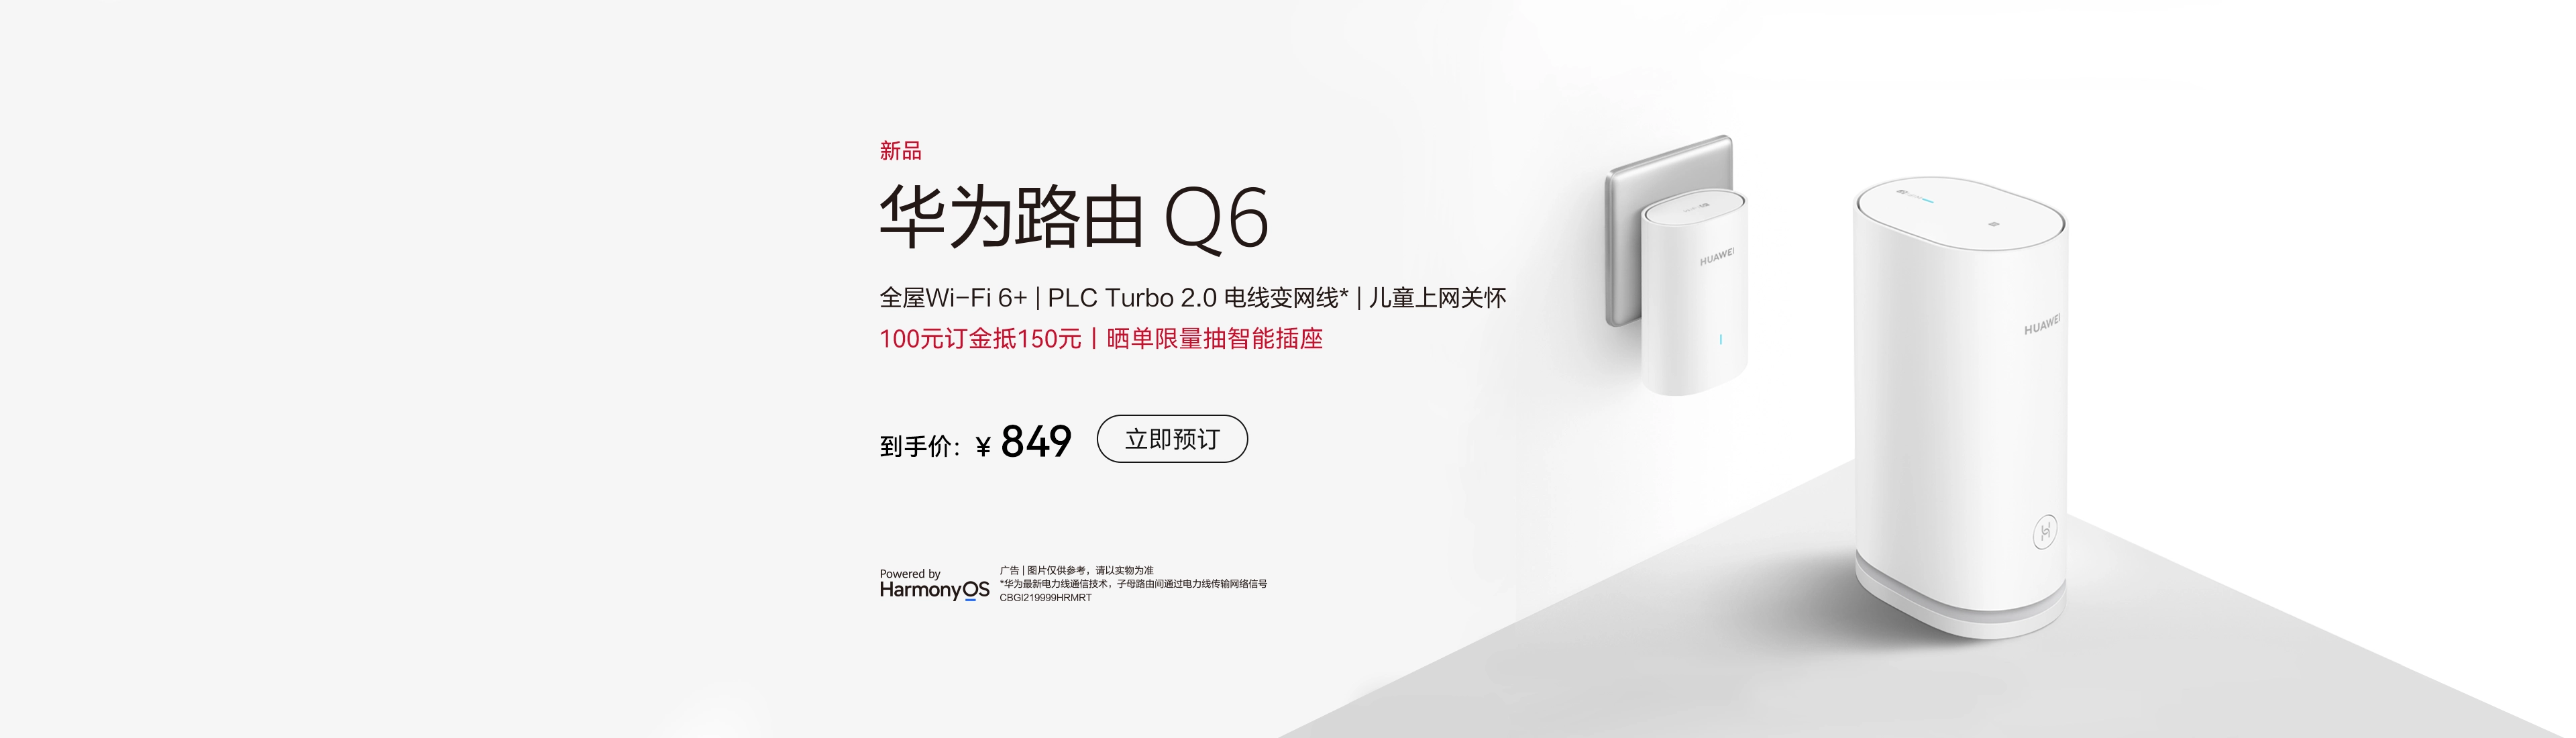 新品
华为路由 Q6
全屋Wi-Fi 6+ | PLC Turbo 2.0 电线变网线* | 儿童上网关怀
100元订金抵150元 | 晒单限量抽智能插座
到手价：¥ 849
立即预订
Powered by
HarmonyOS
广告 | 图片仅供参考，请以实物为准
*华为最新电力线通信技术，子母路由间通过电力线传输网络信号
CBGI219999HRMRT
HUAWEI
HUAWEI